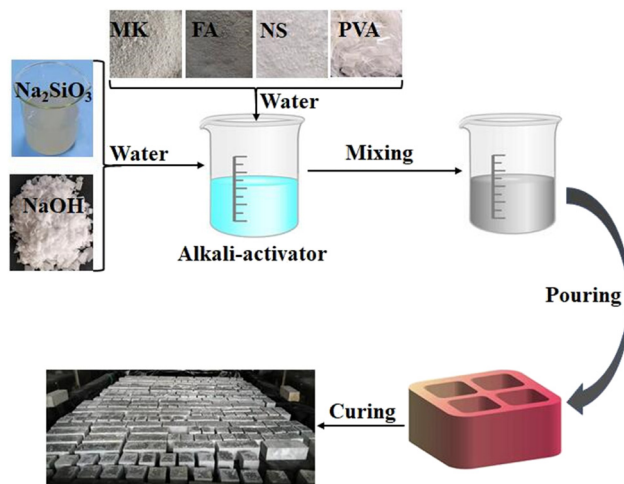 MK FA NS PVA
Na₂SiO₃
Water
Water
Mixing
NaOH
Alkali-activator
Pouring
Curing